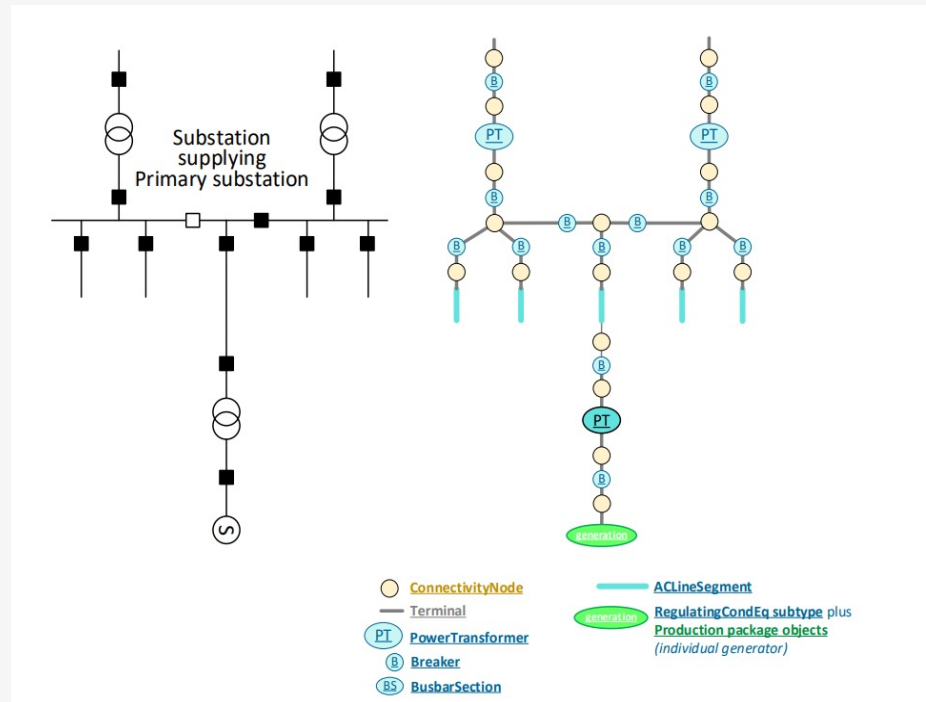 Substation
supplying
Primary substation
B
B
PT
PT
B
B
B
B
B
B
B
B
B
B
PT
B
generation
ConnectivityNode
Terminal
PT PowerTransformer
B Breaker
BS BusbarSection
ACLineSegment
generation RegulatingCondEq subtype plus
Production package objects
(individual generator)
S